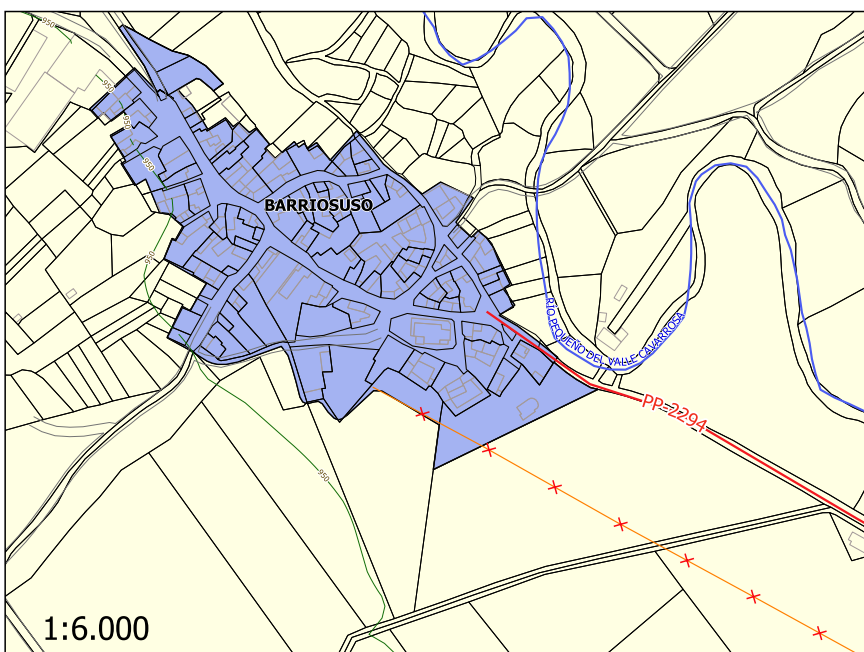 950
950
950
BARRIOSUSO
950
RÍO PEQUEÑO DEL VALLE CAVARROSA
PP-2294
950
1:6.000